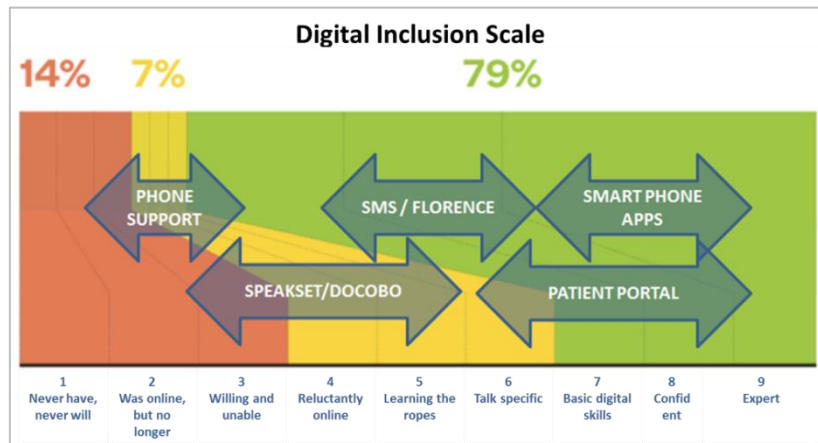 Digital Inclusion Scale
14%
7%
79%
PHONE
SUPPORT
SMS / FLORENCE
SMART PHONE
APPS
SPEAKSET/DOCOBO
PATIENT PORTAL
1
Never have,
never will
2
Was online,
but no
longer
3
Willing and
unable
4
Reluctantly
online
5
Learning the
ropes
6
Talk specific
7
Basic digital
skills
8
Confid
ent
9
Expert